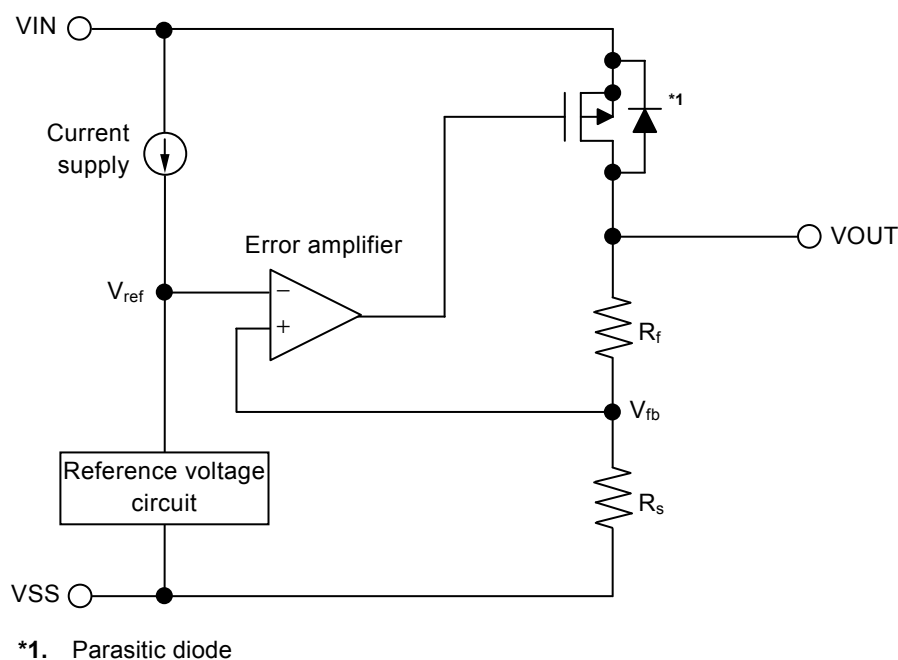 VIN
*1
Current
supply
Error amplifier
VOUT
Vref
−
+
Rf
Vfb
Reference voltage
circuit
Rs
VSS
*1. Parasitic diode